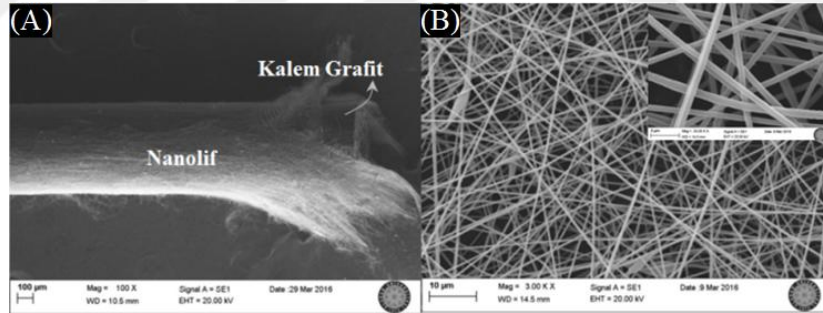 (A)
Kalem Grafit
Nanolif
100 µm
Mag = 100 X
Signal A = SE1
Date :29 Mar 2016
WD = 10.5 mm
EHT = 20.00 kV
(B)
10 µm
Mag = 3.00 K X
Signal A = SE1
Date :9 Mar 2016
WD = 14.5 mm
EHT = 20.00 kV